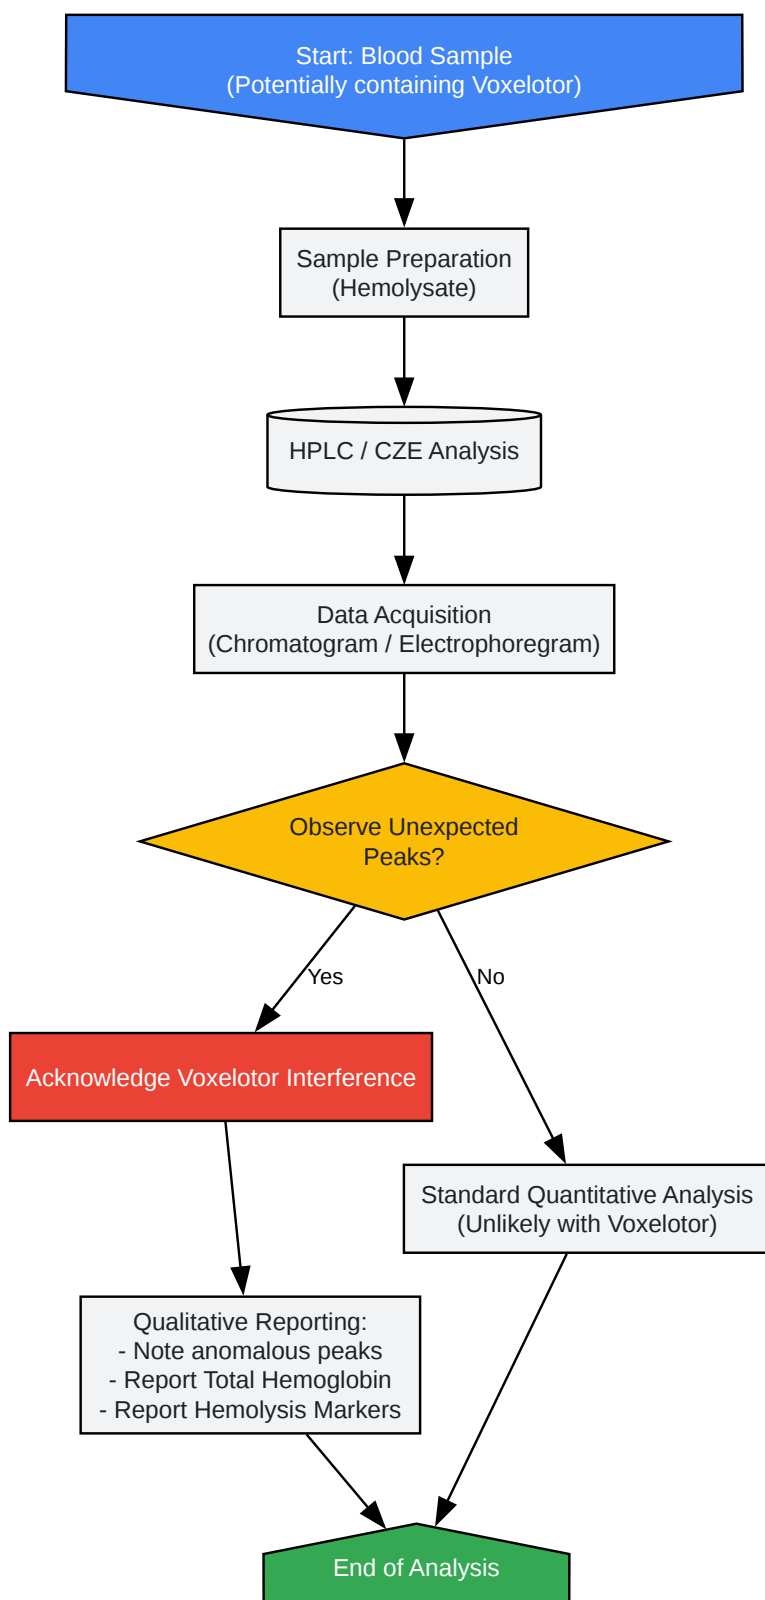 Start: Blood Sample
(Potentially containing Voxelotor)
Sample Preparation
(Hemolysate)
HPLC / CZE Analysis
Data Acquisition
(Chromatogram / Electrophoregram)
Observe Unexpected
Peaks?
Yes
No
Acknowledge Voxelotor Interference
Standard Quantitative Analysis
(Unlikely with Voxelotor)
Qualitative Reporting:
- Note anomalous peaks
- Report Total Hemoglobin
- Report Hemolysis Markers
End of Analysis